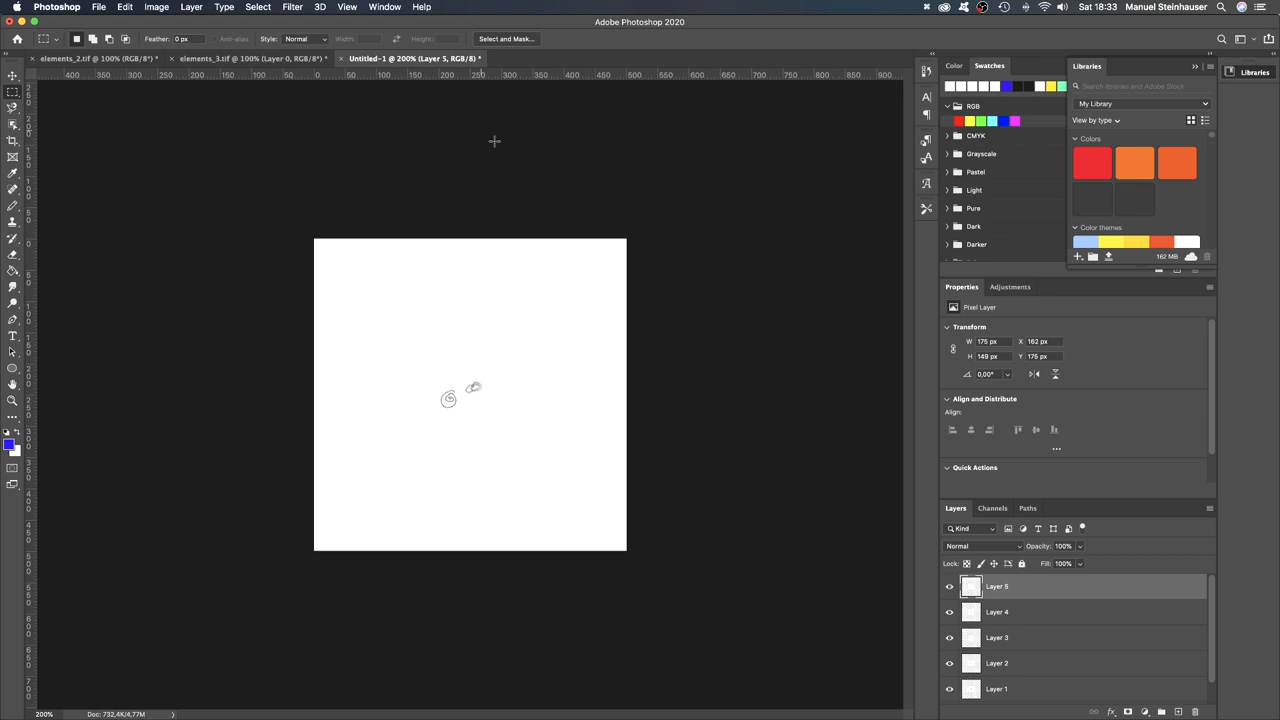 Photoshop File Edit Image Layer Type Select Filter 3D View Window Help Sat 18:33 Manuel Steinhauser
Adobe Photoshop 2020
Feather: 0 px Anti-alias Style: Normal Width: Height: Select and Mask...
elements_2.tif @ 100% (RGB/8*) * elements_3.tif @ 100% (Layer 0, RGB/8*) * Untitled-1 @ 200% (Layer 5, RGB/8) *
400 350 300 250 200 150 100 50 0 50 100 150 200 250 300 350 400 450 500 550 600 650 700 750 800 850 900
Color Swatches
Libraries
Libraries
Search libraries and Adobe Stock
My Library
View by type
RGB
CMYK
Grayscale
Pastel
Light
Pure
Dark
Darker
Colors
Color themes
162 MB
Properties Adjustments
Pixel Layer
Transform
W 175 px X 162 px
H 149 px Y 175 px
0,00°
Align and Distribute
Align:
Quick Actions
Layers Channels Paths
Kind
Normal Opacity: 100%
Lock: Fill: 100%
Layer 5
Layer 4
Layer 3
Layer 2
Layer 1
200% Doc: 732,4K/4,77M